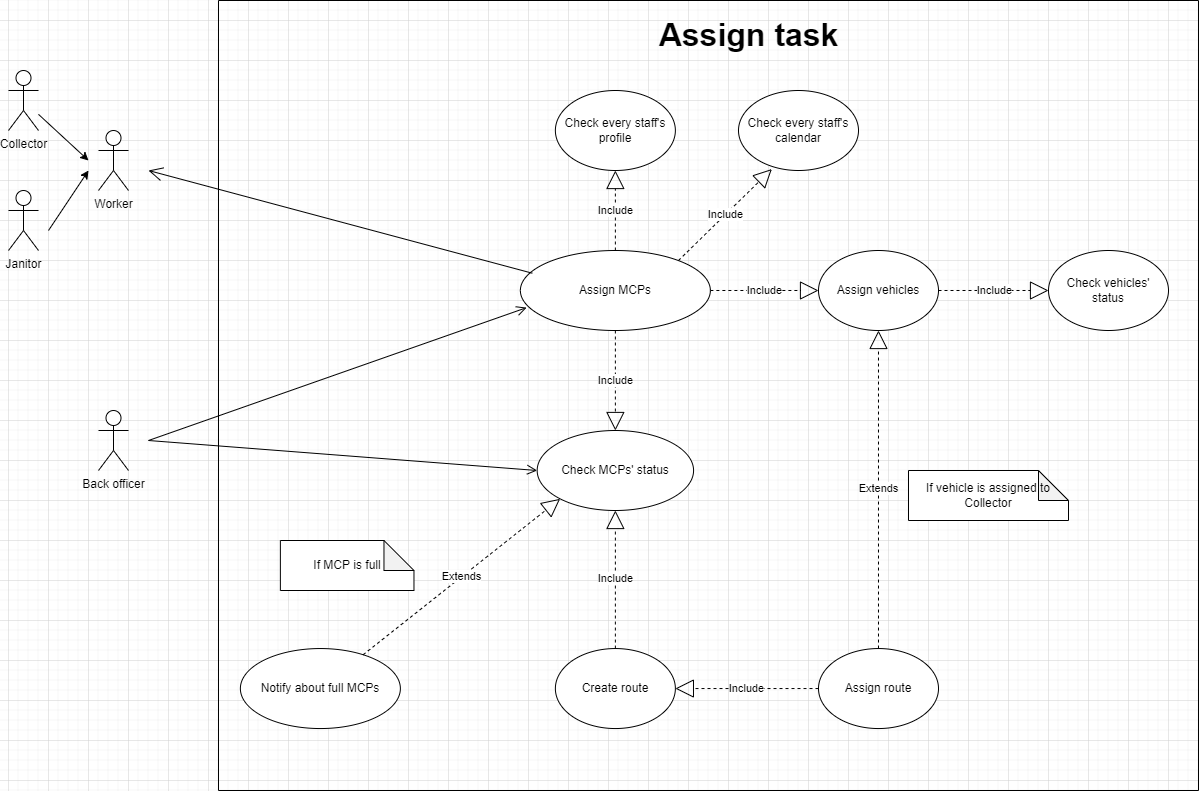 Assign task
Collector
Worker
Janitor
Check every staff's
profile
Check every staff's
calendar
Include
Include
Assign MCPs
Include
Assign vehicles
Include
Check vehicles'
status
Include
Back officer
Check MCPs' status
Extends
If vehicle is assigned to
Collector
If MCP is full
Extends
Include
Notify about full MCPs
Create route
Include
Assign route